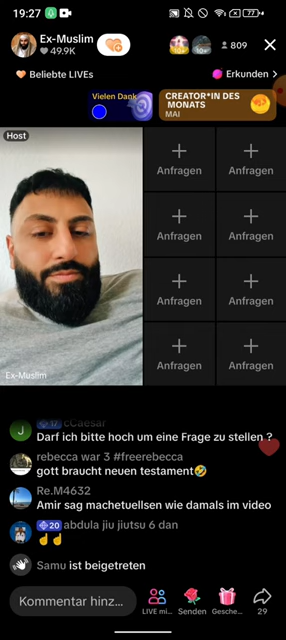 19:27
77
Ex-Muslim
49.9K
10+
809
Beliebte LIVEs
Erkunden
Vielen Dank
CREATOR*IN DES
MONATS
MAI
Host
Anfragen
Anfragen
Anfragen
Anfragen
Anfragen
Anfragen
Anfragen
Anfragen
Ex-Muslim
cCaesar
Darf ich bitte hoch um eine Frage zu stellen ?
rebecca war 3 #freerebecca
gott braucht neuen testament🤣
Re.M4632
Amir sag machetuellsen wie damals im video
20 abdula jiu jiutsu 6 dan
☝️☝️
Samu ist beigetreten
Kommentar hinz...
LIVE mi...
Senden
Gesche...
29